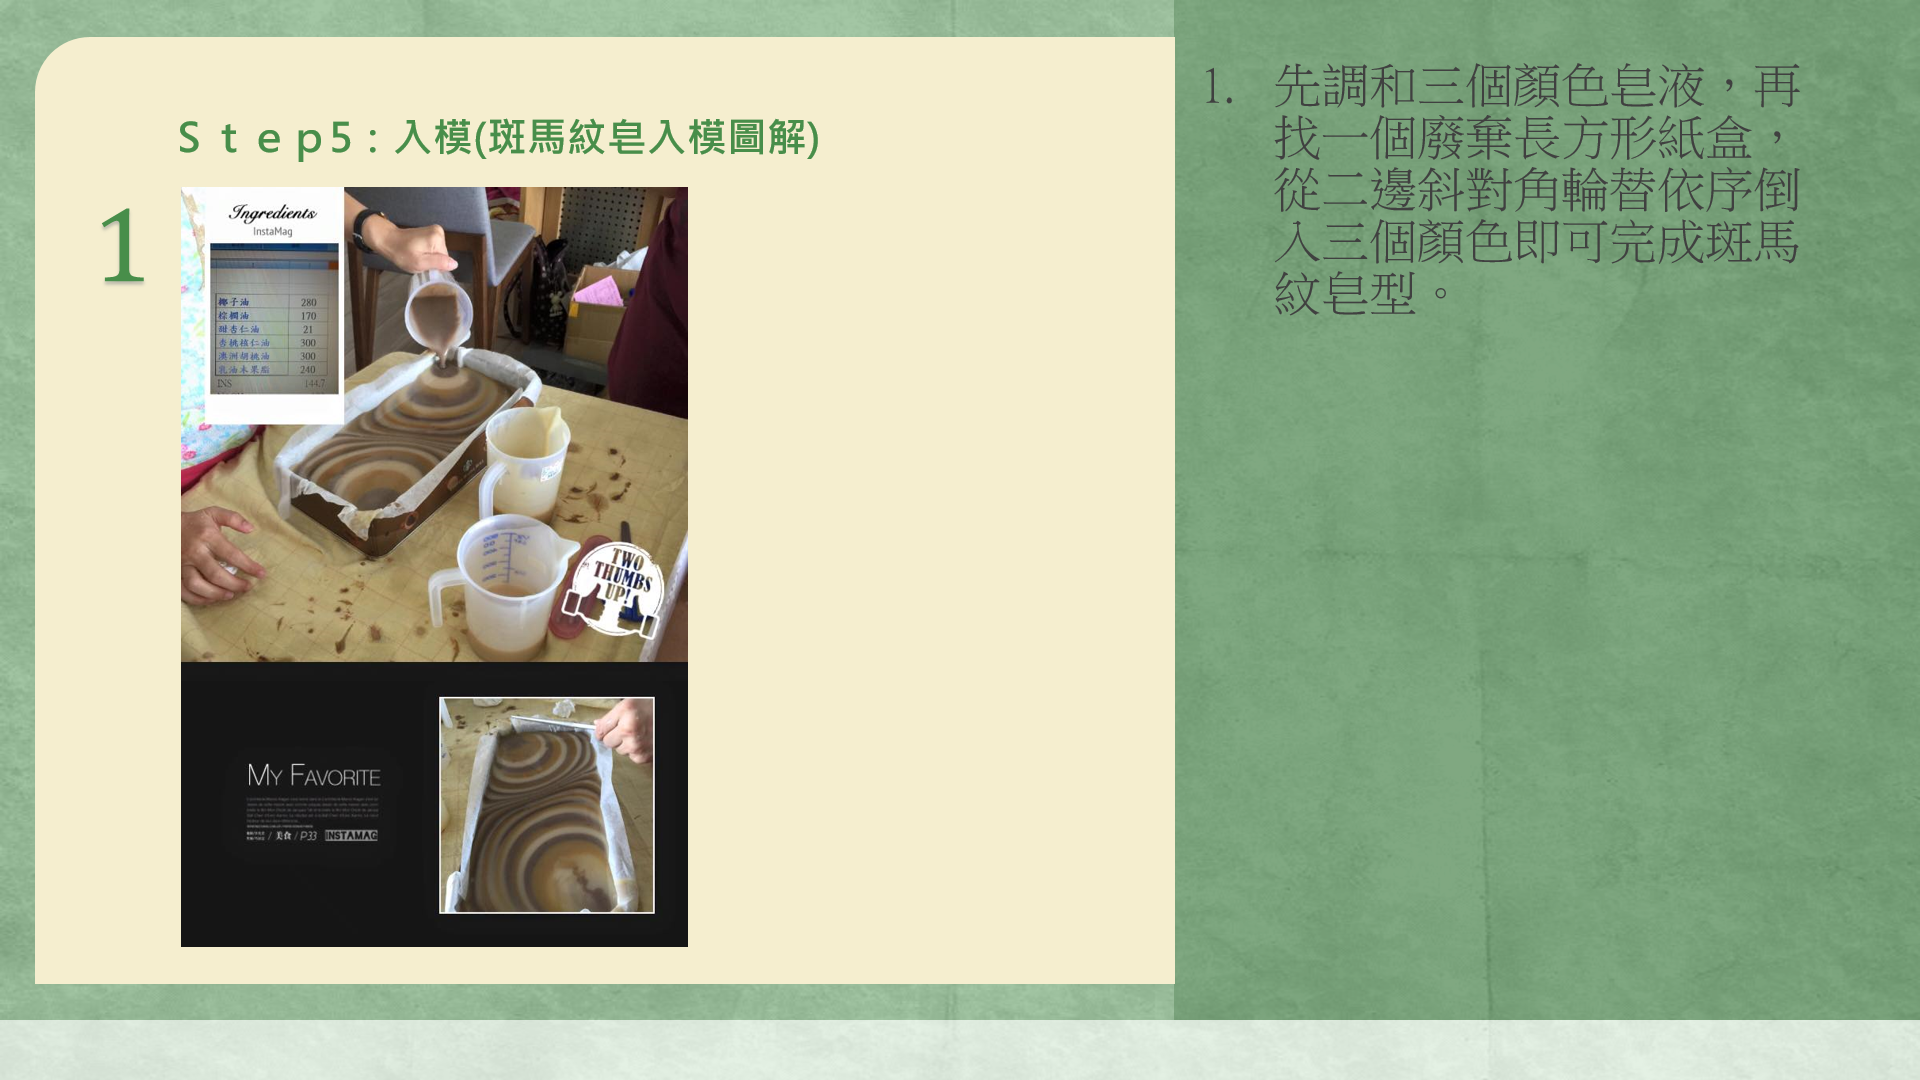 Ｓｔｅｐ5：入模(斑馬紋皂入模圖解)
1
Ingredients
InstaMag
椰子油 280
棕櫚油 170
甜杏仁油 21
杏桃核仁油 300
澳洲胡桃油 300
乳油木果脂 240
INS 144.7
TWO
THUMBS
UP!
MY FAVORITE
/ 美食 / P33 INSTAMAG
1. 先調和三個顏色皂液，再
找一個廢棄長方形紙盒，
從二邊斜對角輪替依序倒
入三個顏色即可完成斑馬
紋皂型。